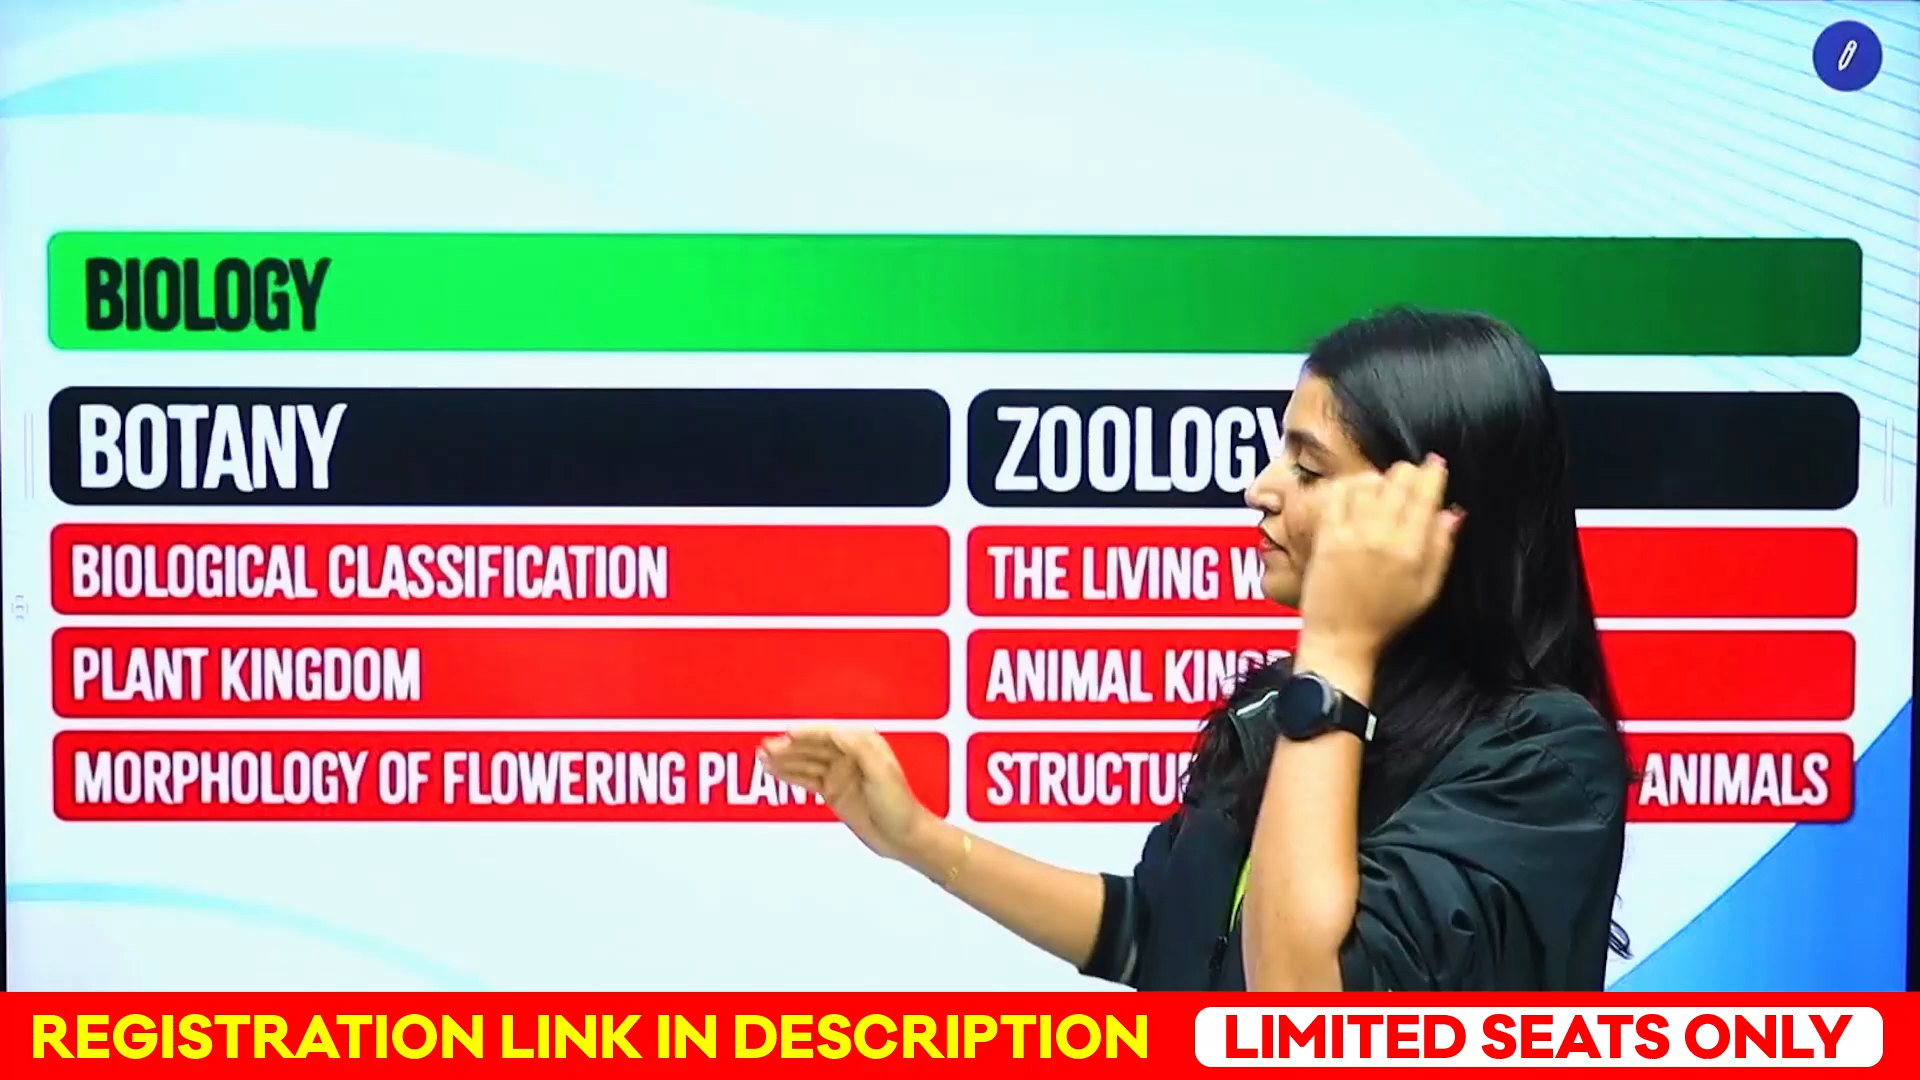 BIOLOGY
BOTANY
ZOOLOGY
BIOLOGICAL CLASSIFICATION
THE LIVING
PLANT KINGDOM
ANIMAL
MORPHOLOGY OF FLOWERING
ANIMALS
REGISTRATION LINK IN DESCRIPTION
LIMITED SEATS ONLY